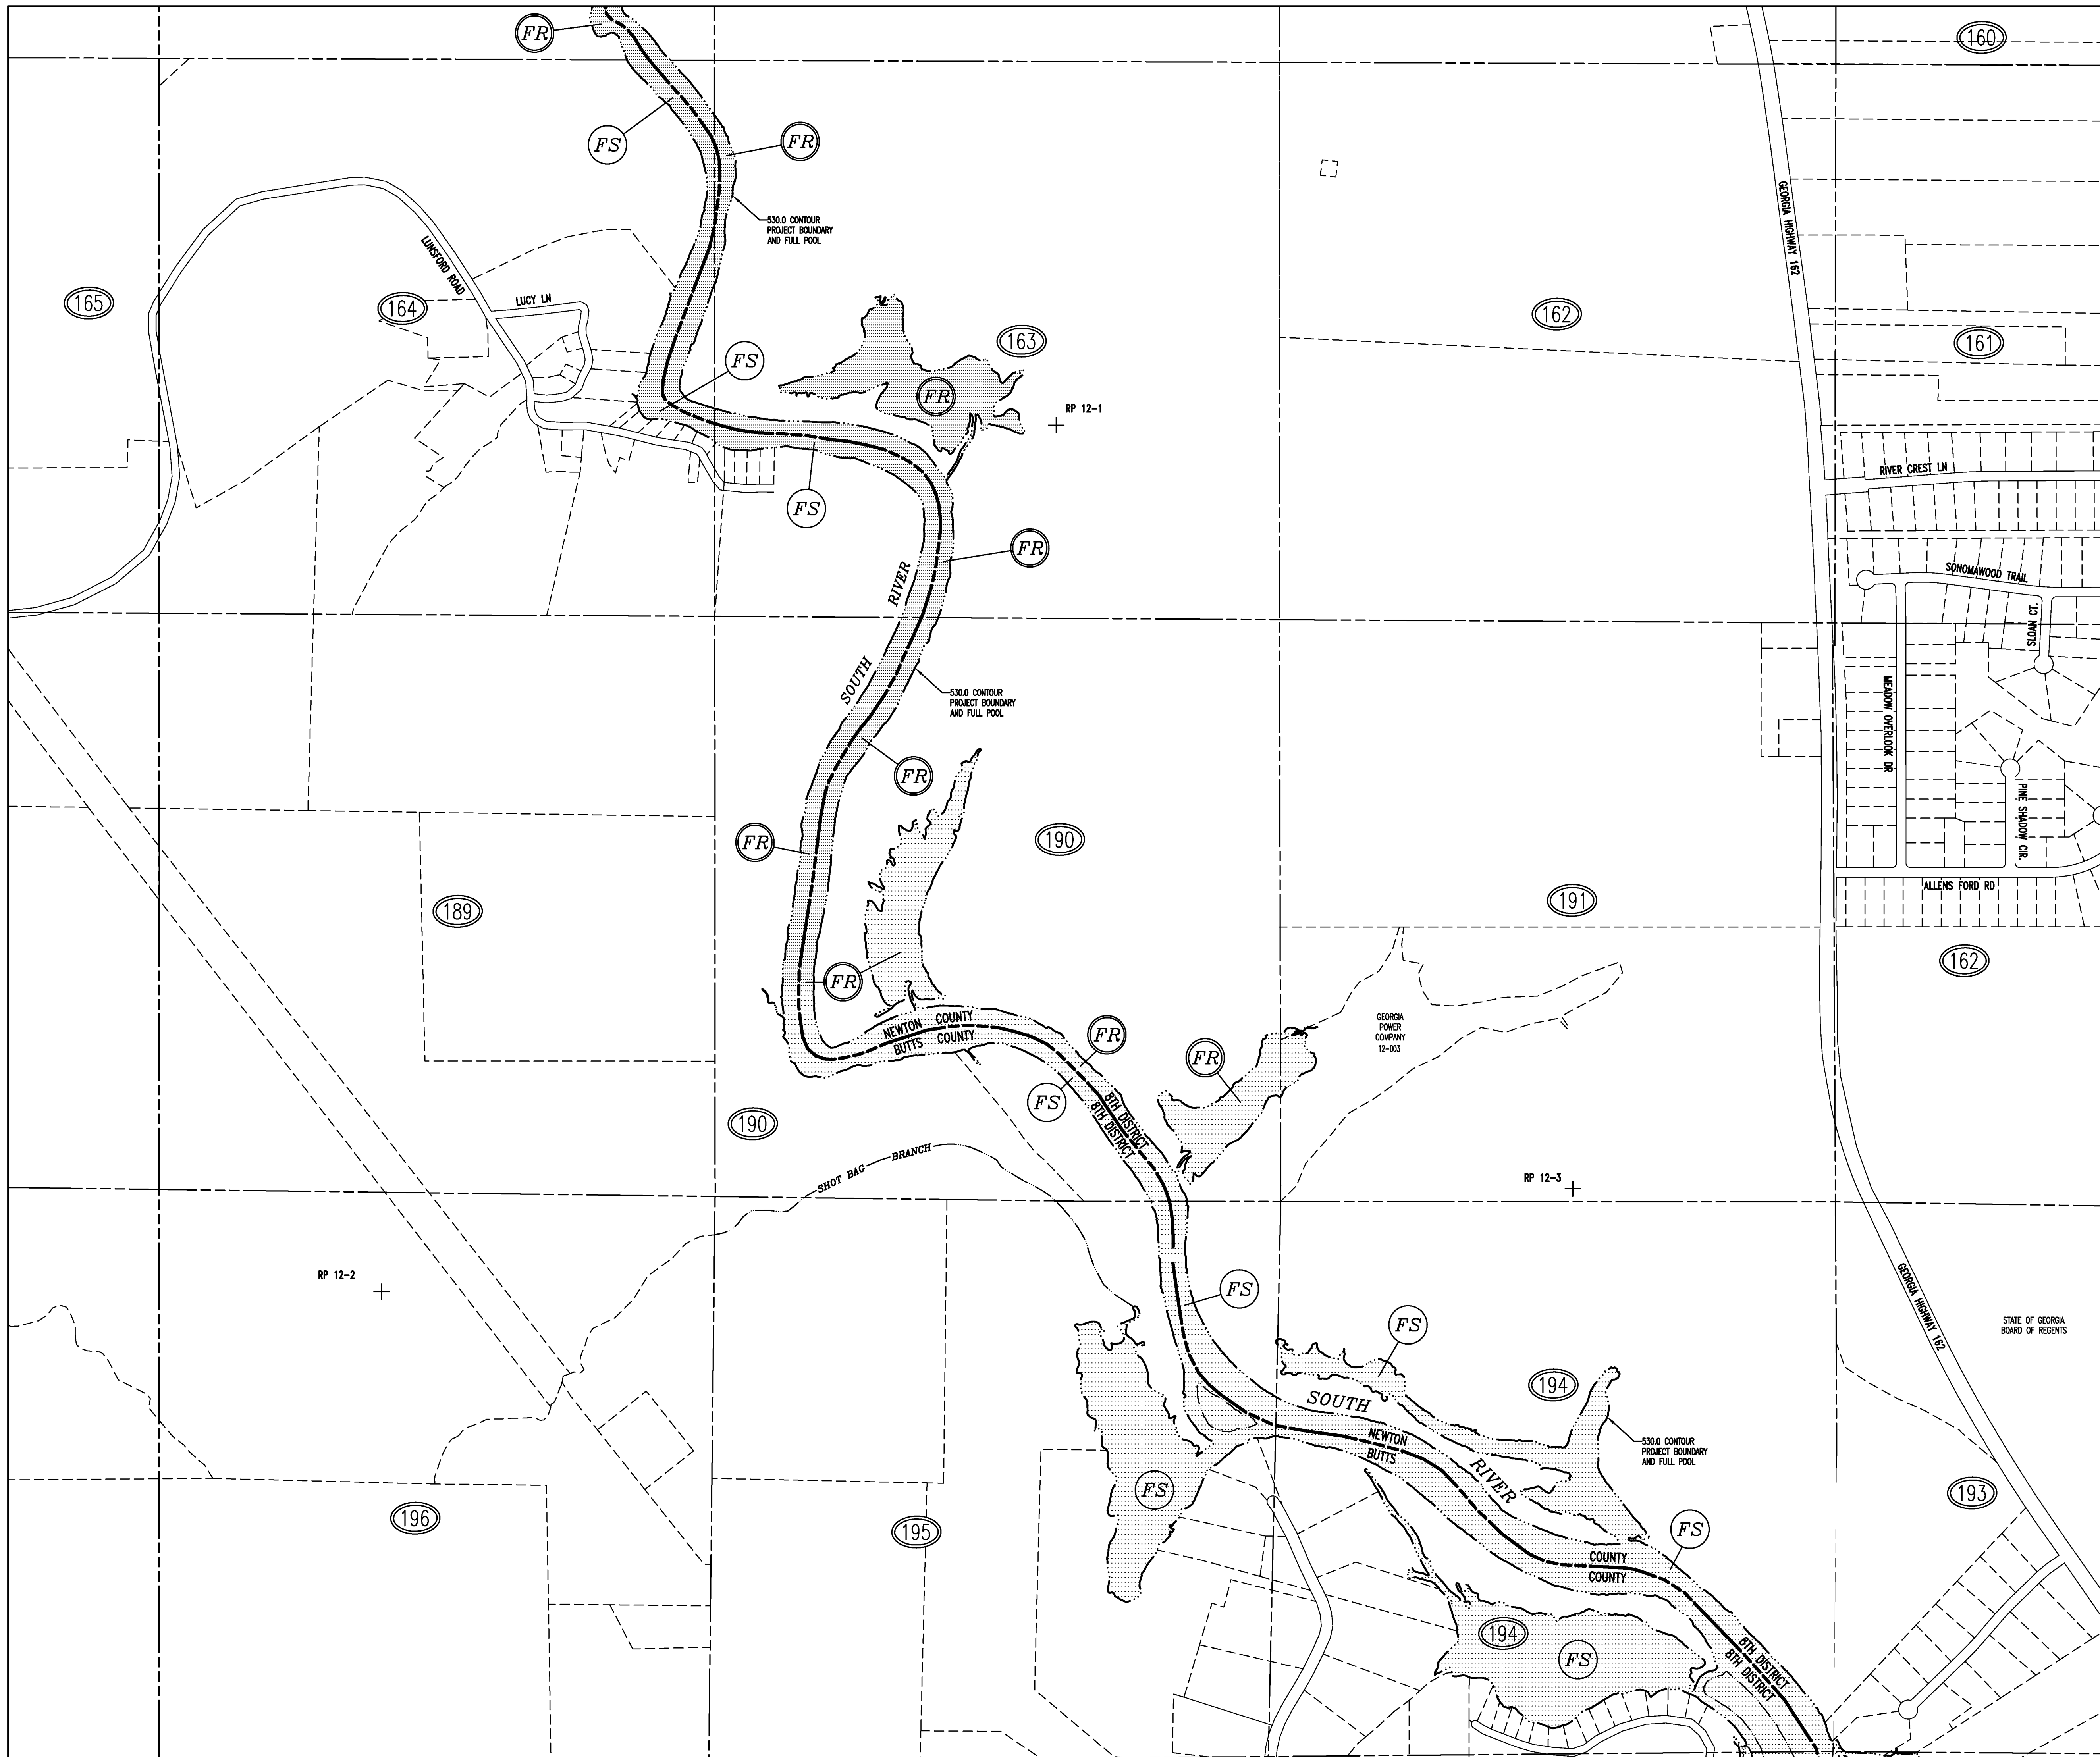 FR
160
FS
FR
530.0 CONTOUR
PROJECT BOUNDARY
AND FULL POOL
GEORGIA HIGHWAY 162
LUNSFORD ROAD
165
164
LUCY LN
162
163
161
FS
FR
RP 12-1
RIVER CREST LN
FS
FR
SOUTH RIVER
SONOMAWOOD TRAIL
SLOAN CT.
530.0 CONTOUR
PROJECT BOUNDARY
AND FULL POOL
MEADOW OVERLOOK DR
FR
PINE SHADOW CIR.
FR
190
189
191
ALLENS FORD RD
162
FR
NEWTON COUNTY
BUTTS COUNTY
FR
FR
GEORGIA
POWER
COMPANY
12-003
FS
190
8TH DISTRICT
8TH DISTRICT
SHOT BAG BRANCH
RP 12-3
RP 12-2
FS
GEORGIA HIGHWAY 162
STATE OF GEORGIA
BOARD OF REGENTS
FS
194
SOUTH RIVER
530.0 CONTOUR
PROJECT BOUNDARY
AND FULL POOL
NEWTON COUNTY
BUTTS COUNTY
FS
196
195
193
FS
194
FS
8TH DISTRICT
8TH DISTRICT